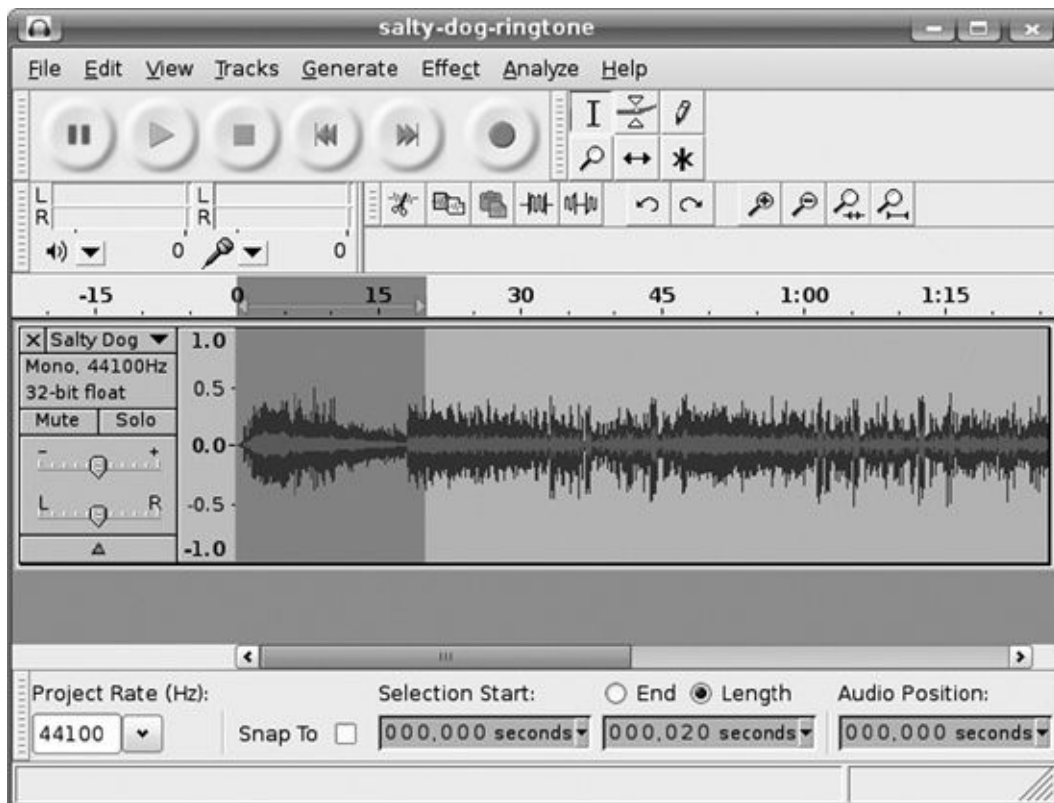 salty-dog-ringtone
File Edit View Tracks Generate Effect Analyze Help
L
R
L
R
0
0
-15 0 15 30 45 1:00 1:15
X Salty Dog
Mono, 44100Hz
32-bit float
Mute Solo
- +
L R
1.0
0.5
0.0
-0.5
-1.0
Project Rate (Hz): Selection Start: End Length Audio Position:
44100 Snap To 000,000 seconds 000,020 seconds 000,000 seconds